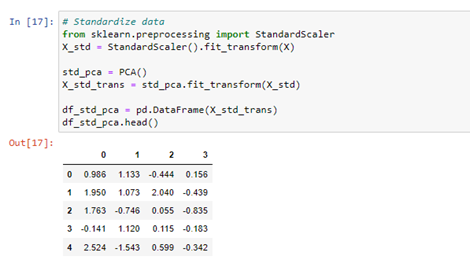 In [17]: # Standardize data
from sklearn.preprocessing import StandardScaler
X_std = StandardScaler().fit_transform(X)
std_pca = PCA()
X_std_trans = std_pca.fit_transform(X_std)
df_std_pca = pd.DataFrame(X_std_trans)
df_std_pca.head()
Out[17]:
0 1 2 3
0 0.986 1.133 -0.444 0.156
1 1.950 1.073 2.040 -0.439
2 1.763 -0.746 0.055 -0.835
3 -0.141 1.120 0.115 -0.183
4 2.524 -1.543 0.599 -0.342